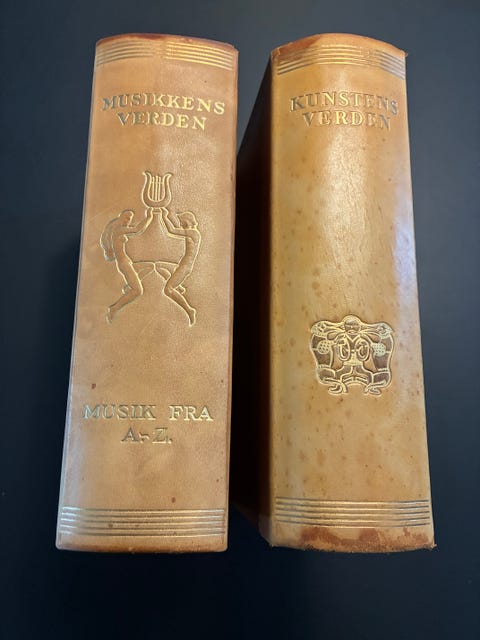 MUSIKKENS
VERDEN
MUSIK FRA
A-Z.
KUNSTENS
VERDEN